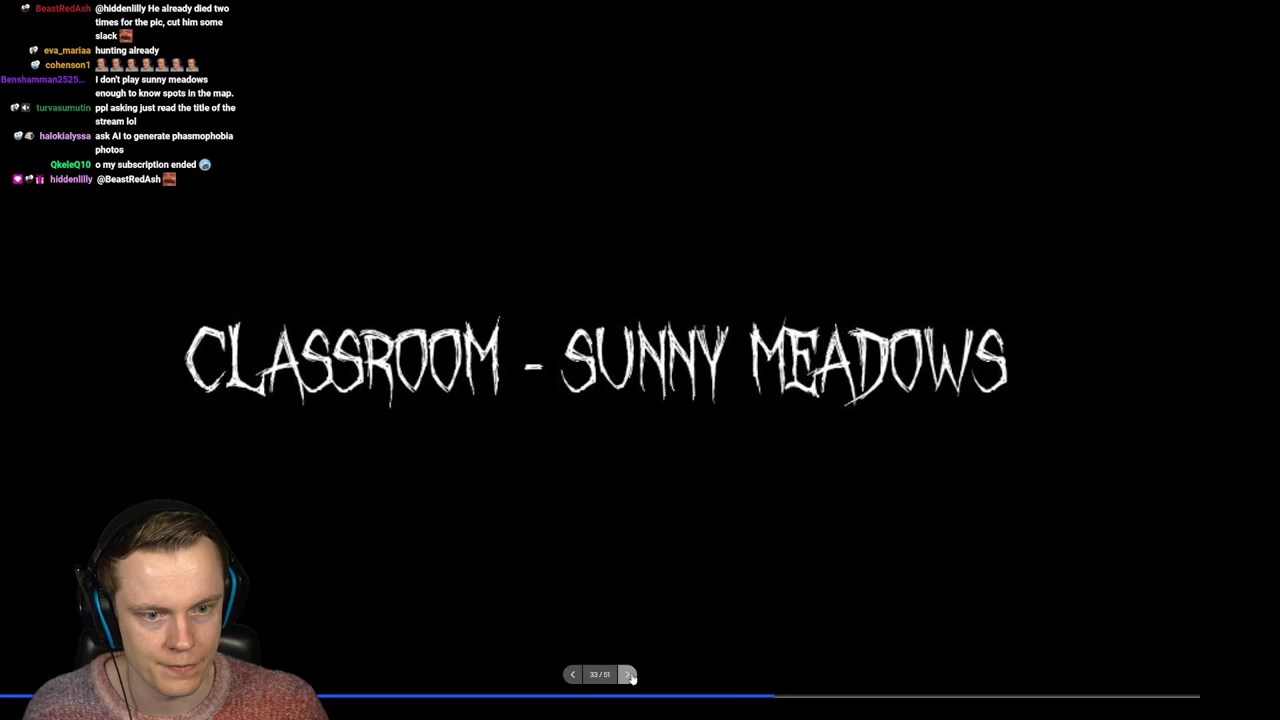 BeastRedAsh @hiddenlilly He already died two
times for the pic, cut him some
slack
eva_mariaa hunting already
cohenson1
Benshamman2525... I don't play sunny meadows
enough to know spots in the map.
turvasumutin ppl asking just read the title of the
stream lol
halokialyssa ask AI to generate phasmophobia
photos
QkeleQ10 o my subscription ended
hiddenlilly @BeastRedAsh
CLASSROOM - SUNNY MEADOWS
33 / 51